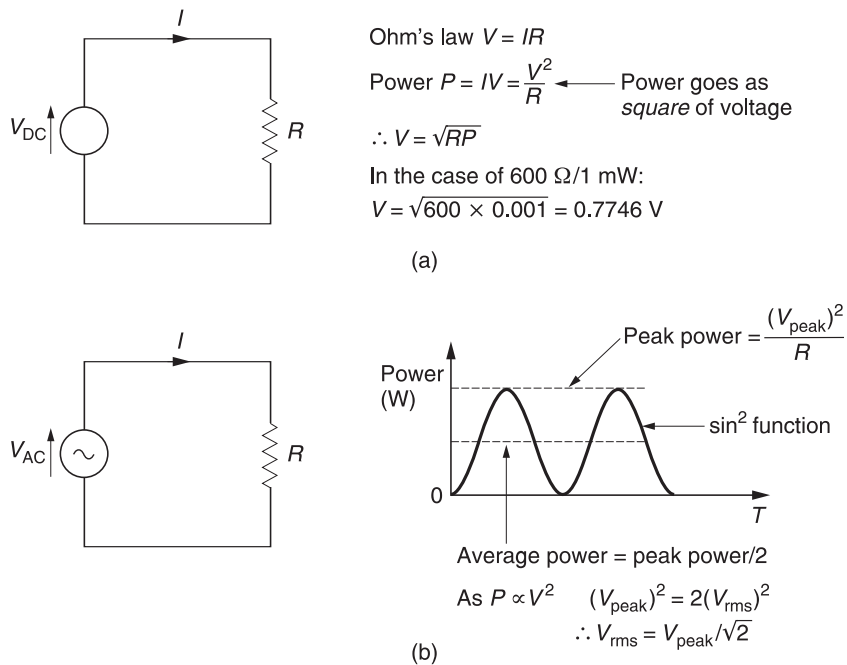 I
V_DC
R
Ohm's law V = IR
Power P = IV = V²/R
Power goes as
square of voltage
∴ V = √RP
In the case of 600 Ω/1 mW:
V = √600 × 0.001 = 0.7746 V
(a)
I
V_AC
R
Peak power = (V_peak)²/R
Power
(W)
sin² function
0
T
Average power = peak power/2
As P ∝ V² (V_peak)² = 2(V_rms)²
∴ V_rms = V_peak/√2
(b)